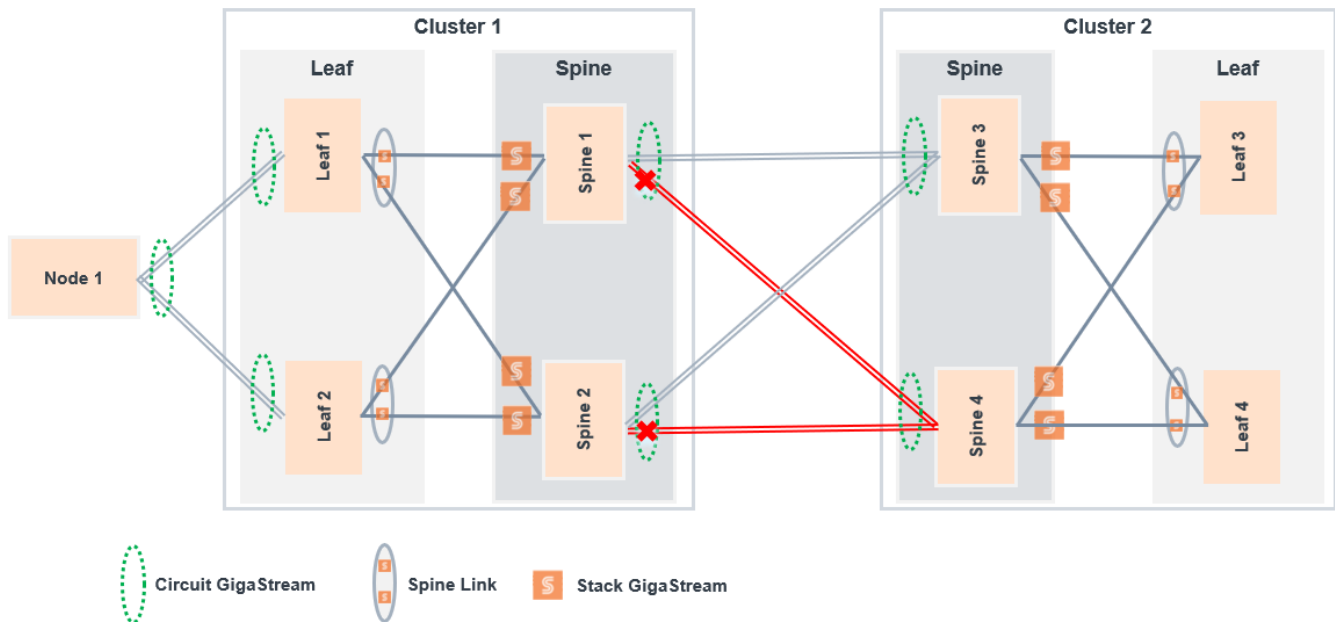 Cluster 1
Cluster 2
Leaf
Spine
Spine
Leaf
Leaf 1
Spine 1
Spine 3
Leaf 3
Node 1
Leaf 2
Spine 2
Spine 4
Leaf 4
Circuit GigaStream
Spine Link
Stack GigaStream